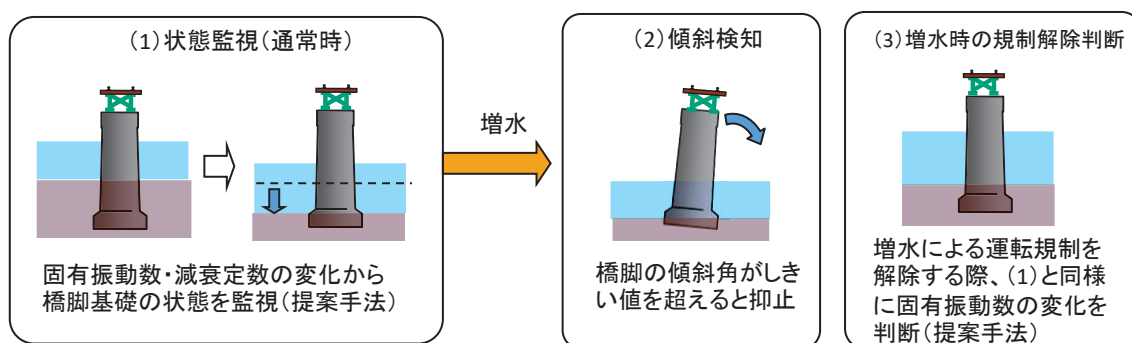 (1)状態監視(通常時)
固有振動数・減衰定数の変化から
橋脚基礎の状態を監視(提案手法)
増水
(2)傾斜検知
橋脚の傾斜角がしき
い値を超えると抑止
(3)増水時の規制解除判断
増水による運転規制を
解除する際、(1)と同様
に固有振動数の変化を
判断(提案手法)